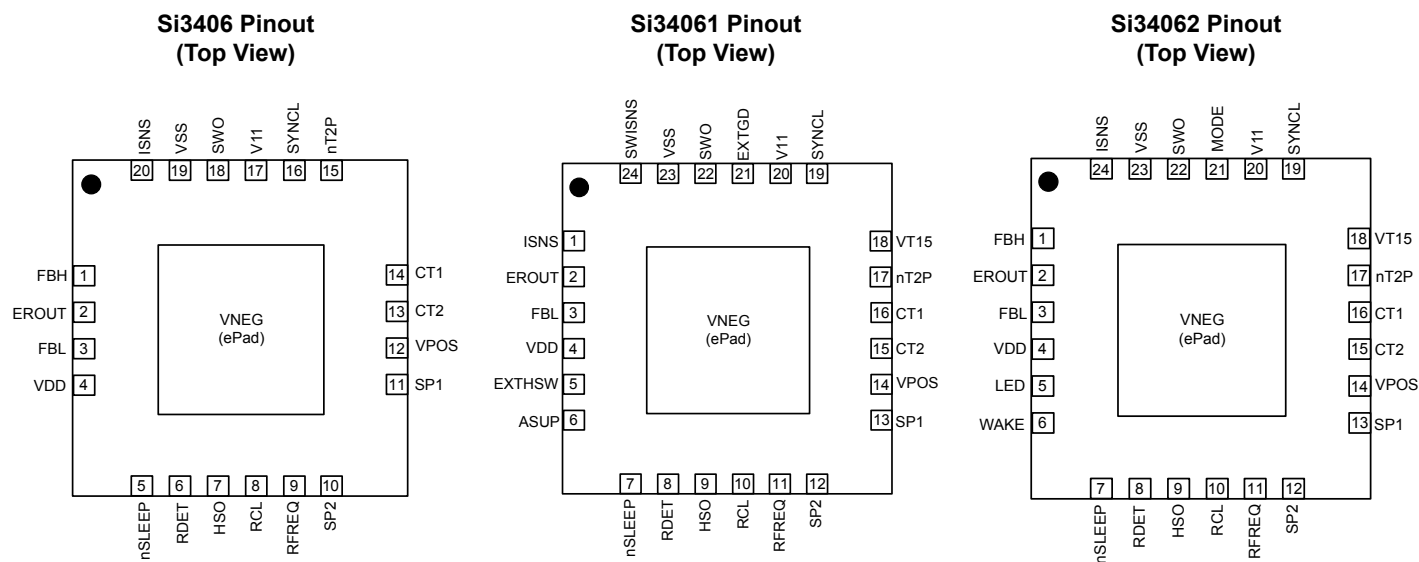 Si3406 Pinout
(Top View)
ISNS
VSS
SWO
V11
SYNCL
nT2P
20
19
18
17
16
15
FBH 1
EROUT 2
FBL 3
VDD 4
VNEG
(ePad)
14 CT1
13 CT2
12 VPOS
11 SP1
5
6
7
8
9
10
nSLEEP
RDET
HSO
RCL
RFREQ
SP2
Si34061 Pinout
(Top View)
SWISNS
VSS
SWO
EXTGD
V11
SYNCL
24
23
22
21
20
19
ISNS 1
EROUT 2
FBL 3
VDD 4
EXTHSW 5
ASUP 6
VNEG
(ePad)
18 VT15
17 nT2P
16 CT1
15 CT2
14 VPOS
13 SP1
7
8
9
10
11
12
nSLEEP
RDET
HSO
RCL
RFREQ
SP2
Si34062 Pinout
(Top View)
ISNS
VSS
SWO
MODE
V11
SYNCL
24
23
22
21
20
19
FBH 1
EROUT 2
FBL 3
VDD 4
LED 5
WAKE 6
VNEG
(ePad)
18 VT15
17 nT2P
16 CT1
15 CT2
14 VPOS
13 SP1
7
8
9
10
11
12
nSLEEP
RDET
HSO
RCL
RFREQ
SP2